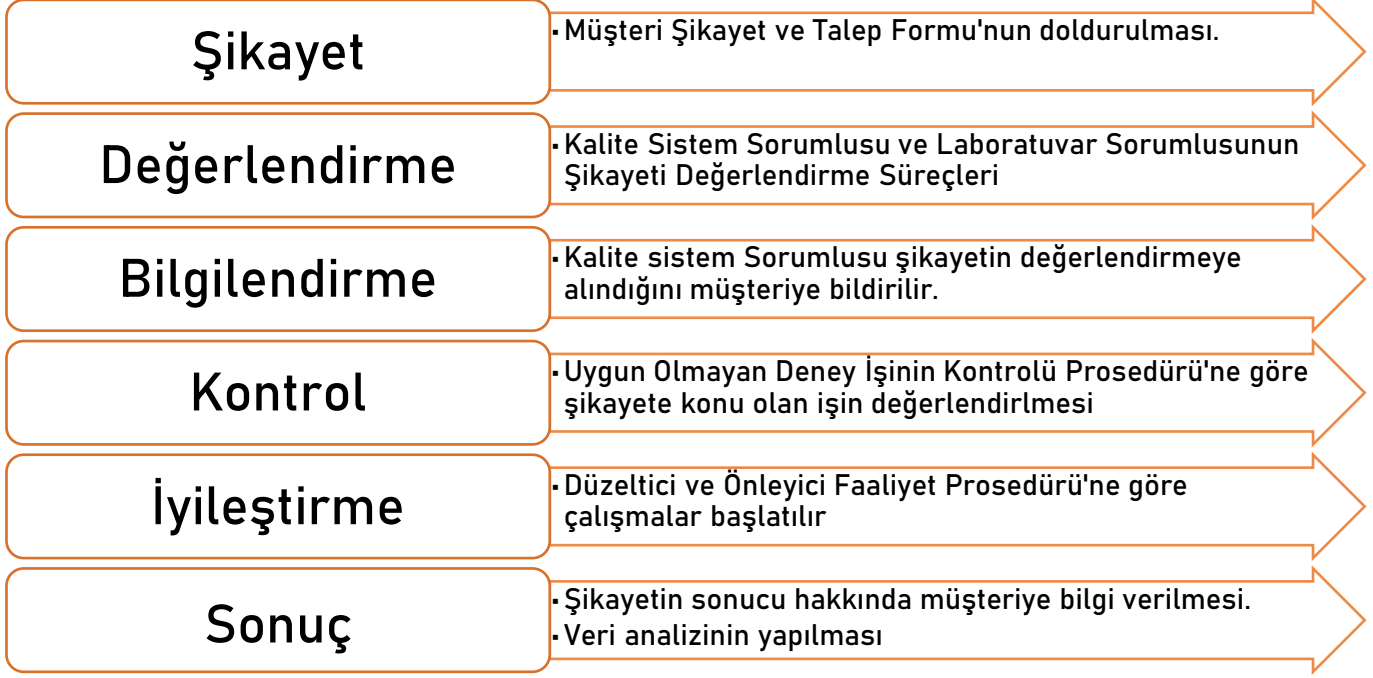 Şikayet
▪ Müşteri Şikayet ve Talep Formu'nun doldurulması.
Değerlendirme
▪ Kalite Sistem Sorumlusu ve Laboratuvar Sorumlusunun
Şikayeti Değerlendirme Süreçleri
Bilgilendirme
▪ Kalite sistem Sorumlusu şikayetin değerlendirmeye
alındığını müşteriye bildirilir.
Kontrol
▪ Uygun Olmayan Deney İşinin Kontrolü Prosedürü'ne göre
şikayete konu olan işin değerlendirlmesi
İyileştirme
▪ Düzeltici ve Önleyici Faaliyet Prosedürü'ne göre
çalışmalar başlatılır
Sonuç
▪ Şikayetin sonucu hakkında müşteriye bilgi verilmesi.
▪ Veri analizinin yapılması